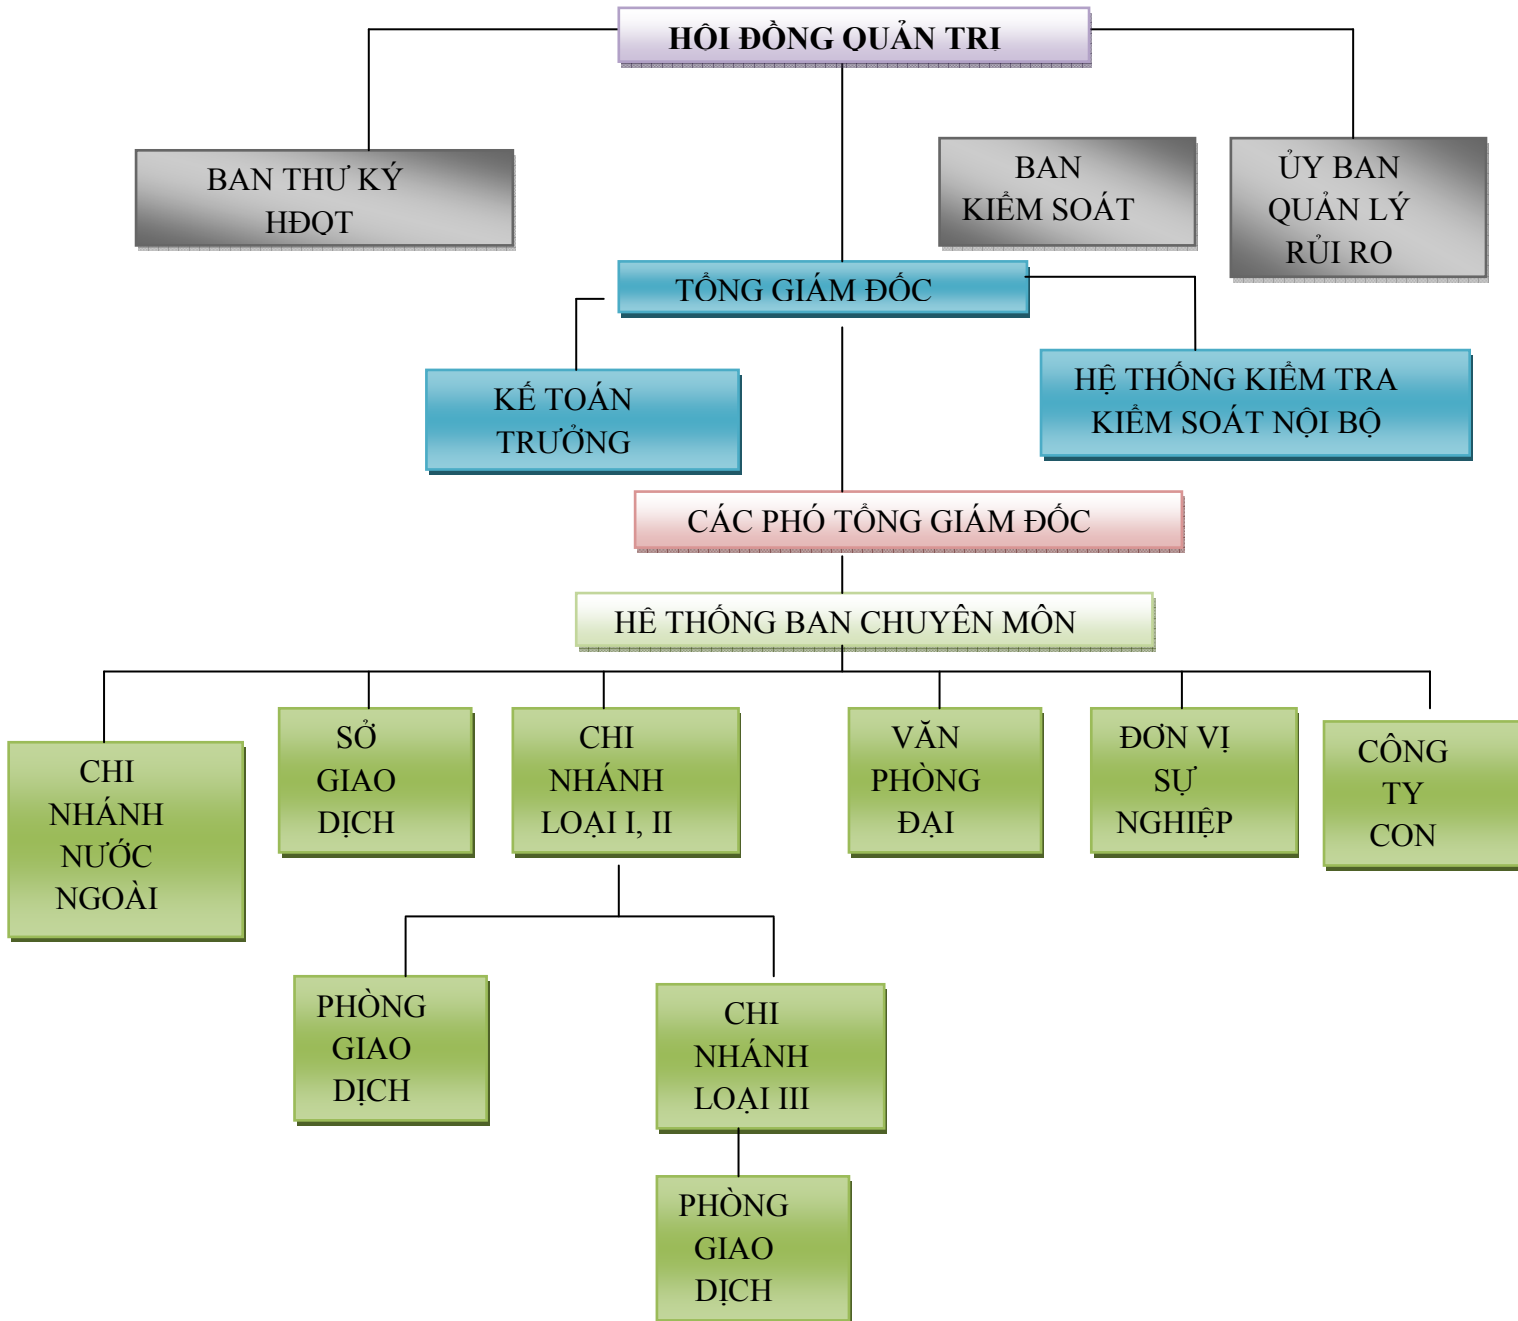 HÔI ĐỒNG QUẢN TRI
BAN THƯ KÝ
HĐQT
BAN
KIỂM SOÁT
ỦY BAN
QUẢN LÝ
RỦI RO
TỔNG GIÁM ĐỐC
KẾ TOÁN
TRƯỞNG
HỆ THỐNG KIỂM TRA
KIỂM SOÁT NỘI BỘ
CÁC PHÓ TỔNG GIÁM ĐỐC
HÊ THỐNG BAN CHUYÊN MÔN
CHI
NHÁNH
NƯỚC
NGOÀI
SỞ
GIAO
DỊCH
CHI
NHÁNH
LOẠI I, II
VĂN
PHÒNG
ĐẠI
ĐƠN VỊ
SỰ
NGHIỆP
CÔNG
TY
CON
PHÒNG
GIAO
DỊCH
CHI
NHÁNH
LOẠI III
PHÒNG
GIAO
DỊCH